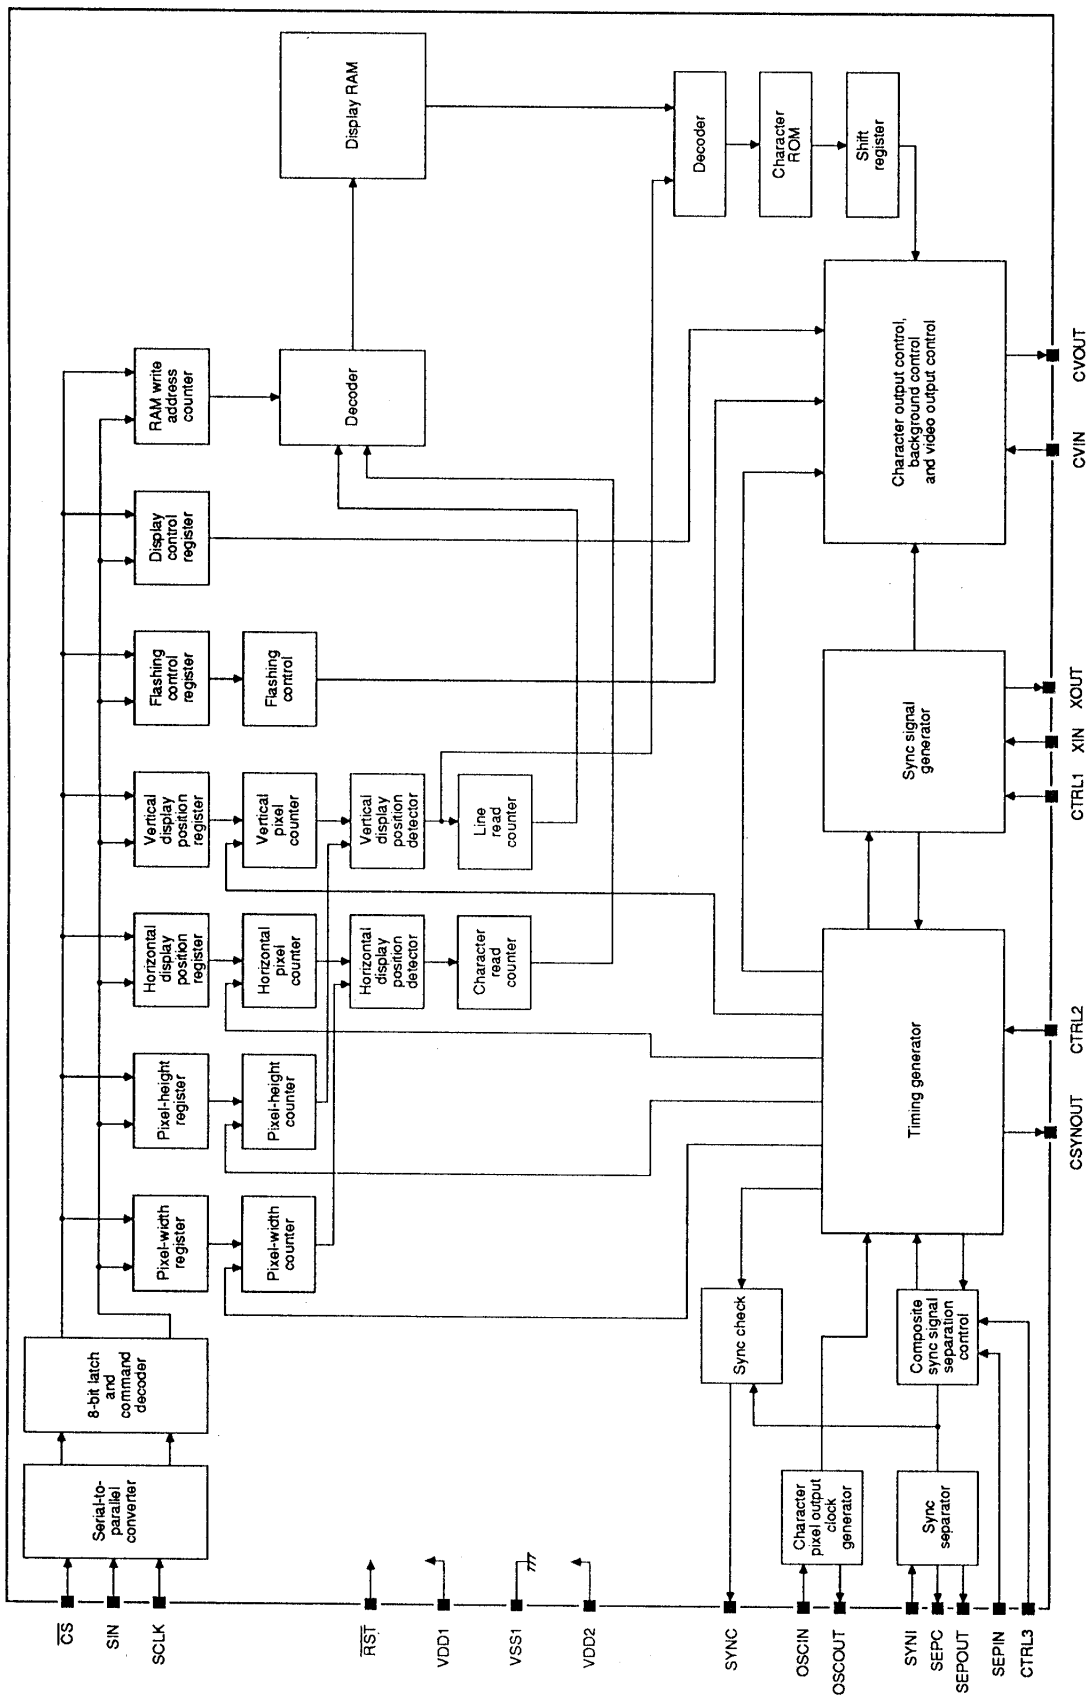 CS
SIN
SCLK
RST
VDD1
VSS1
VDD2
SYNC
OSCIN
OSCOUT
SYNI
SEPC
SEPOUT
SEPIN
CTRL3
Serial-to-
parallel
converter
8-bit latch
and
command
decoder
Pixel-width
register
Pixel-height
register
Horizontal
display
position
register
Vertical
display
position
register
Flashing
control
register
Display
control
register
RAM write
address
counter
Pixel-width
counter
Pixel-height
counter
Horizontal
pixel
counter
Vertical
pixel
counter
Flashing
control
Decoder
Display RAM
Horizontal
display
position
detector
Vertical
display
position
detector
Character
read
counter
Line
read
counter
Decoder
Character
ROM
Shift
register
Sync check
Character
pixel output
clock
generator
Sync
separator
Composite
sync signal
separation
control
Timing generator
Sync signal
generator
Character output control,
background control
and video output control
CSYNOUT
CTRL2
CTRL1
XIN
XOUT
CVIN
CVOUT